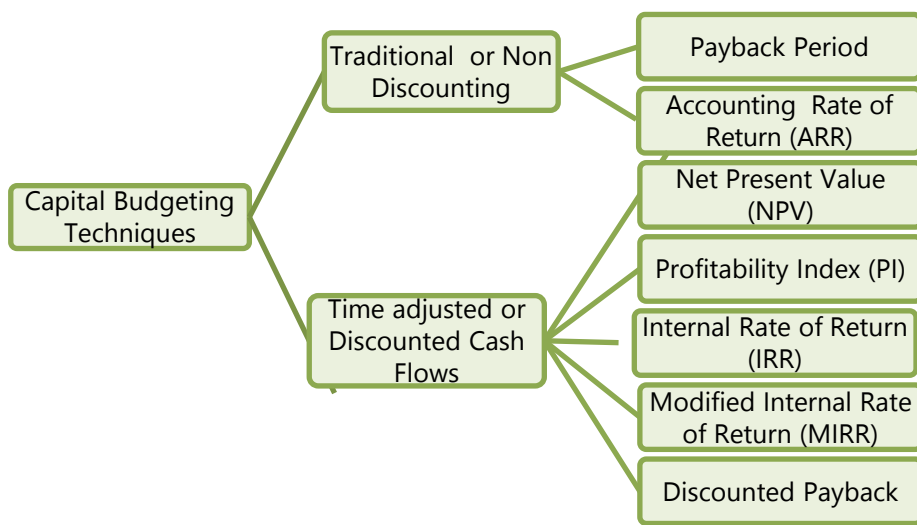 Capital Budgeting
Techniques
Traditional or Non
Discounting
Payback Period
Accounting Rate of
Return (ARR)
Time adjusted or
Discounted Cash
Flows
Net Present Value
(NPV)
Profitability Index (PI)
Internal Rate of Return
(IRR)
Modified Internal Rate
of Return (MIRR)
Discounted Payback